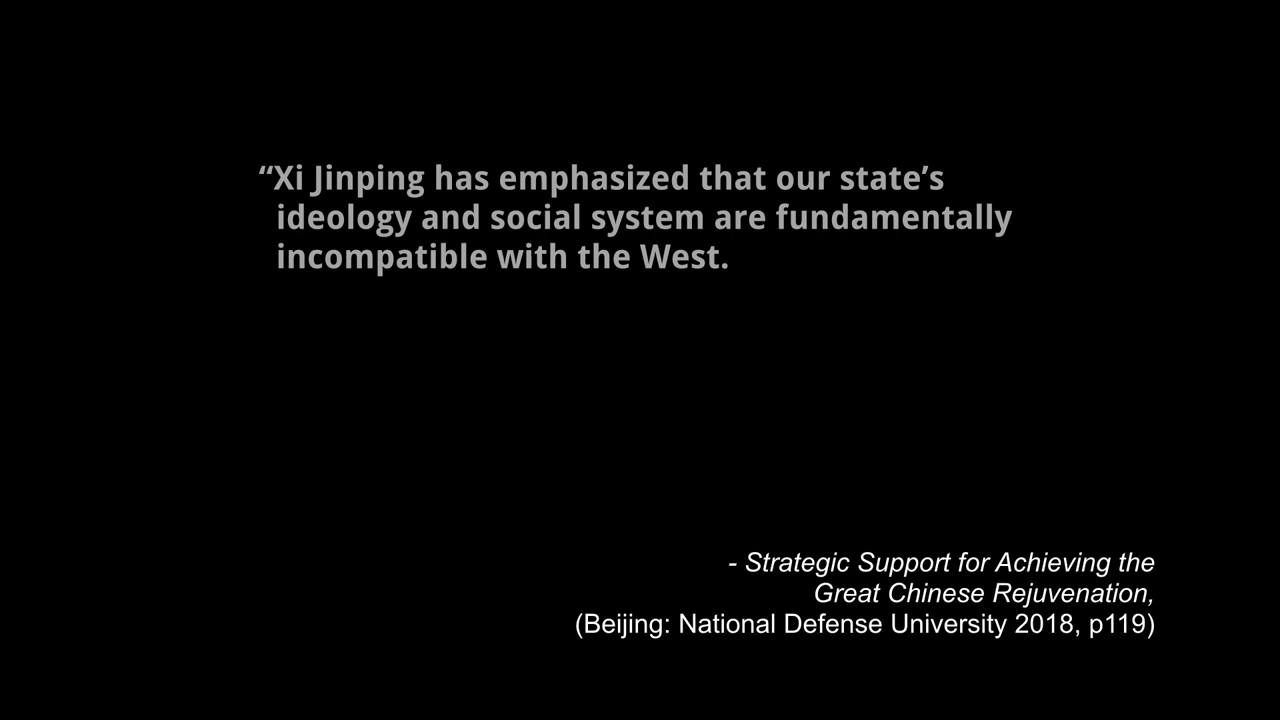 “Xi Jinping has emphasized that our state’s
ideology and social system are fundamentally
incompatible with the West.
- Strategic Support for Achieving the
Great Chinese Rejuvenation,
(Beijing: National Defense University 2018, p119)